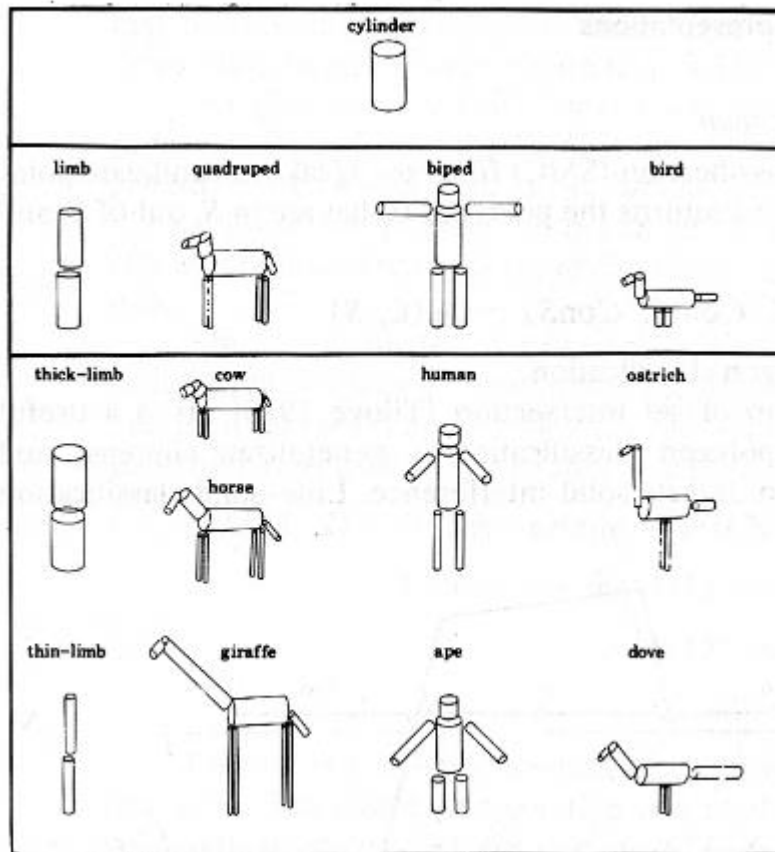 cylinder
limb quadruped biped bird
thick-limb cow human ostrich
horse
thin-limb giraffe ape dove